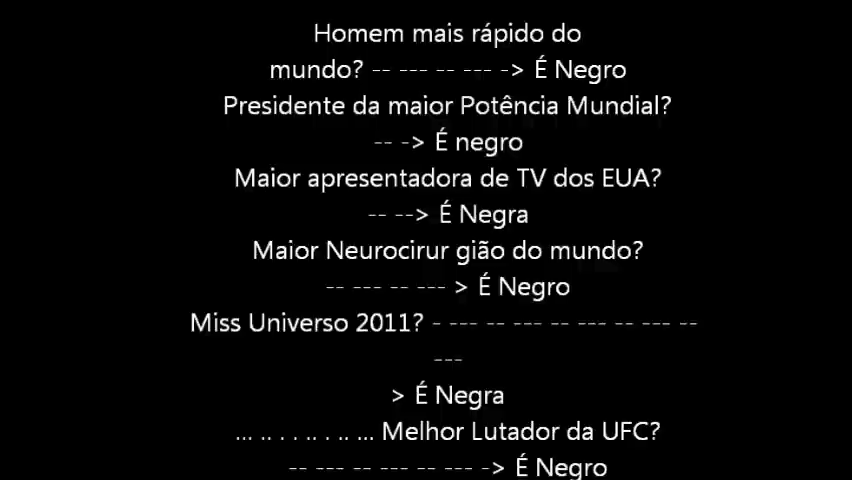 Homem mais rápido do
mundo? -- --- -- --- -> É Negro
Presidente da maior Potência Mundial?
-- -> É negro
Maior apresentadora de TV dos EUA?
-- --> É Negra
Maior Neurocirur gião do mundo?
-- --- -- --- > É Negro
Miss Universo 2011? - --- -- --- -- --- -- --- --
---
> É Negra
... .. . . .. . .. ... Melhor Lutador da UFC?
-- --- -- --- -- --- -> É Negro